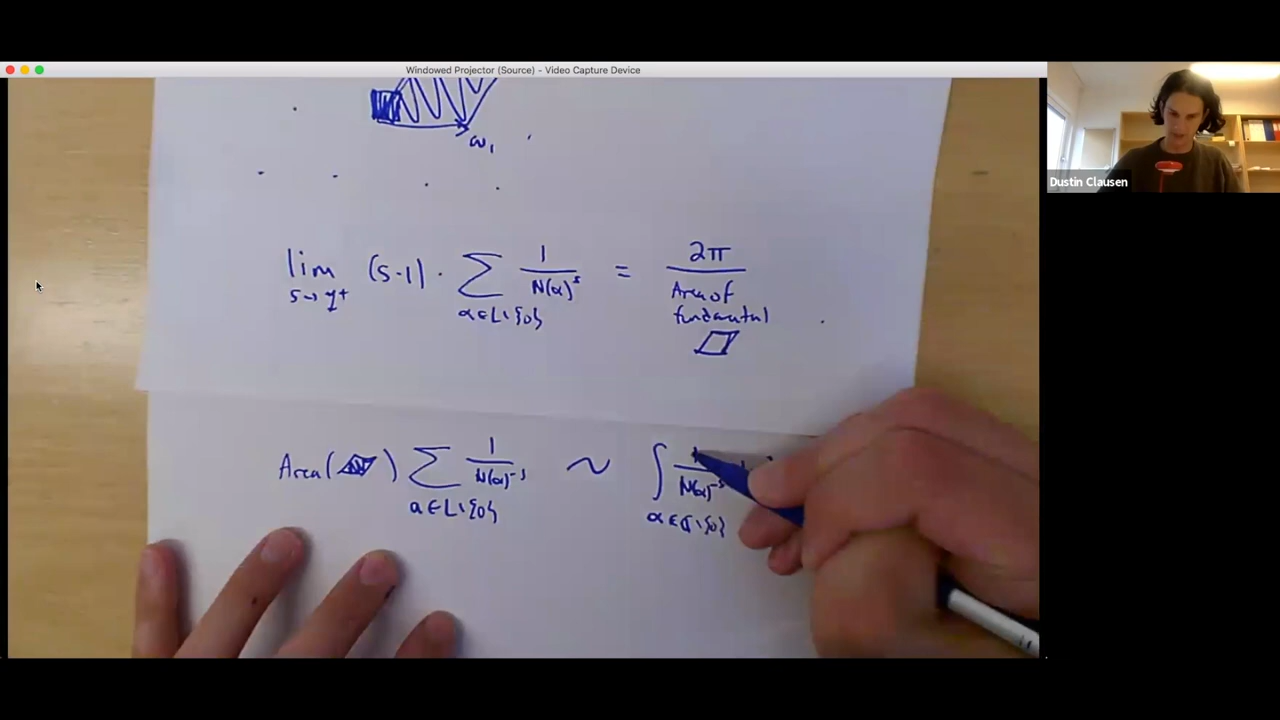 Windowed Projector (Source) - Video Capture Device
Dustin Clausen
ω₁
lim (s-1) · ∑ 1/N(α)^s = 2π / Area of fundamental ▱
s→1+ α∈L\{0}
Area(▱) ∑ 1/N(α)^-s ~ ∫ 1/N(α)^-s
α∈L\{0} α∈ℂ\{0}